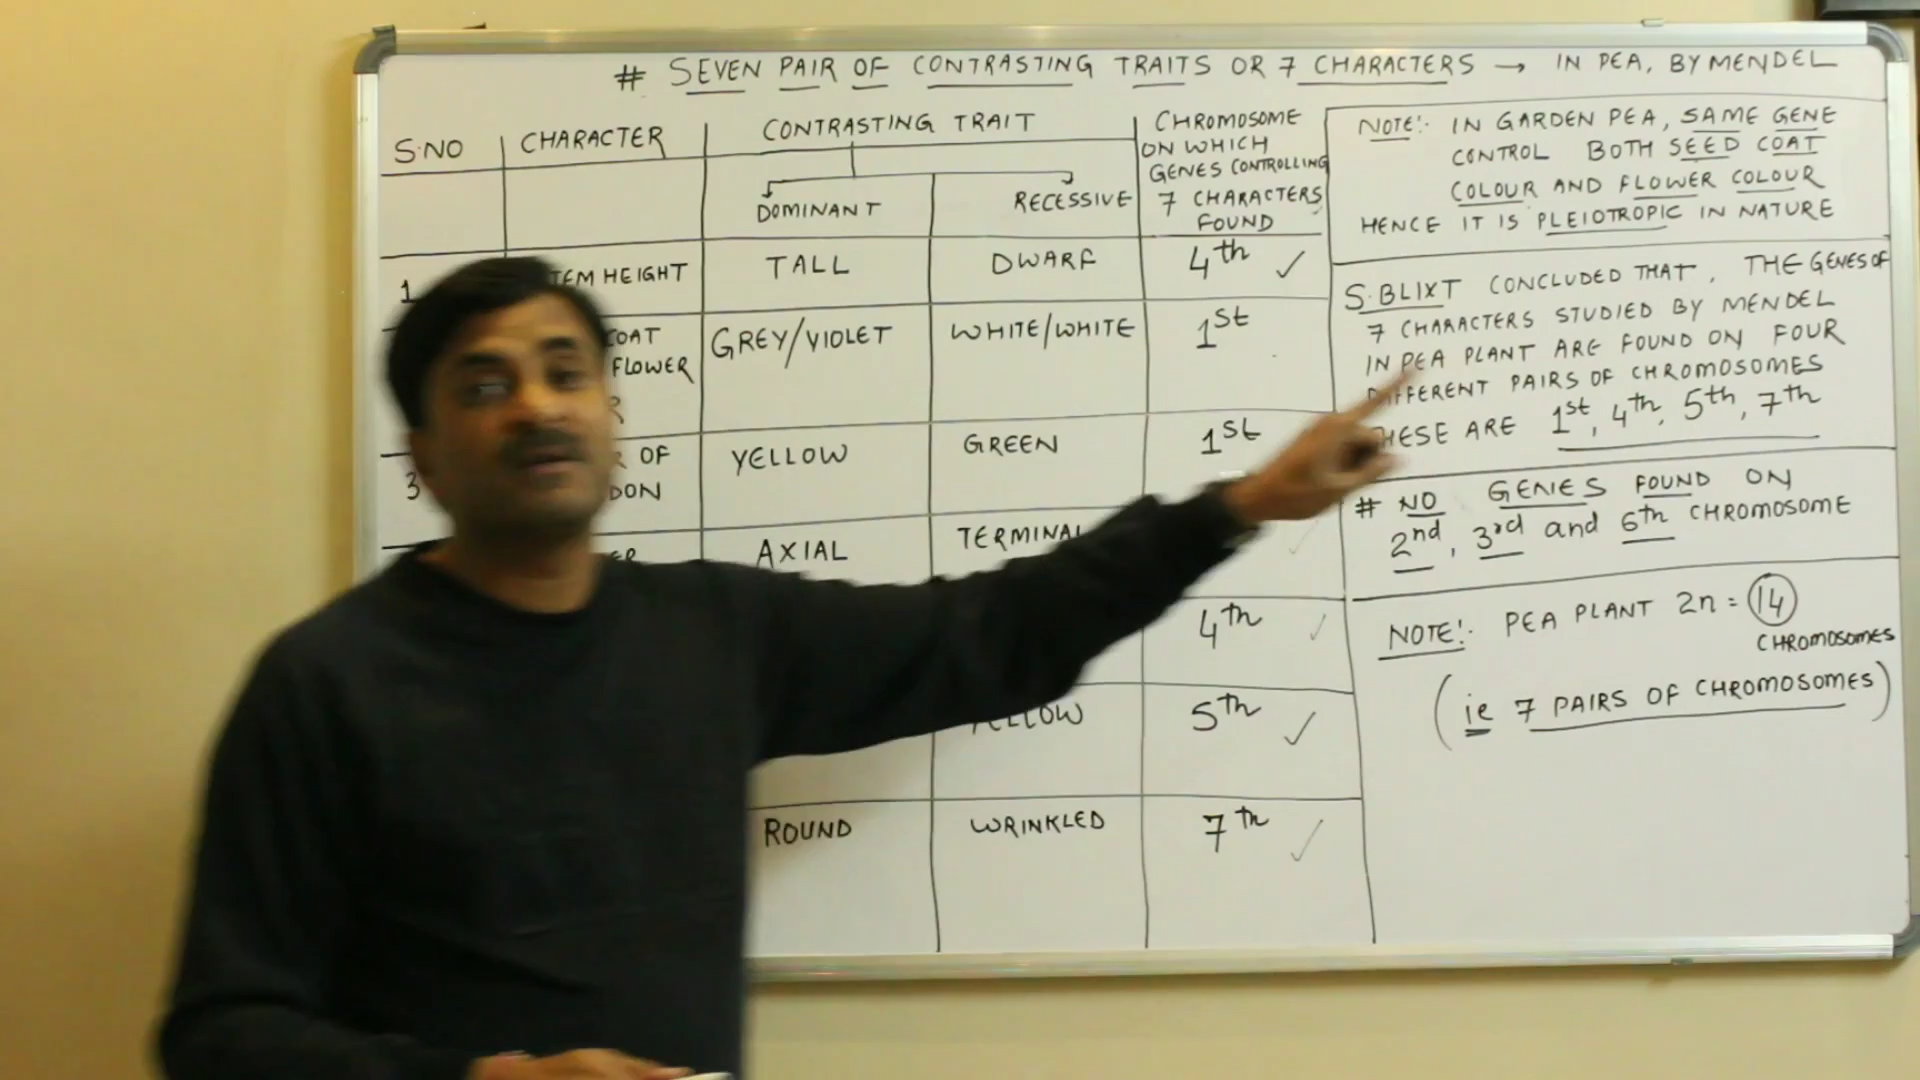 # SEVEN PAIR OF CONTRASTING TRAITS OR 7 CHARACTERS → IN PEA, BY MENDEL
S.NO CHARACTER CONTRASTING TRAIT
DOMINANT RECESSIVE
CHROMOSOME
ON WHICH
GENES CONTROLLING
7 CHARACTERS
FOUND
1 TEM HEIGHT TALL DWARF 4th ✓
COAT GREY/VIOLET WHITE/WHITE 1st
FLOWER
R
3 R OF YELLOW GREEN 1st
DON
ER AXIAL TERMINAL
4th ✓
YELLOW 5th ✓
ROUND WRINKLED 7th ✓
NOTE:- IN GARDEN PEA, SAME GENE
CONTROL BOTH SEED COAT
COLOUR AND FLOWER COLOUR
HENCE IT IS PLEIOTROPIC IN NATURE
S.BLIXT CONCLUDED THAT, THE GENES OF
7 CHARACTERS STUDIED BY MENDEL
IN PEA PLANT ARE FOUND ON FOUR
DIFFERENT PAIRS OF CHROMOSOMES
HESE ARE 1st, 4th, 5th, 7th
# NO GENES FOUND ON
2nd, 3rd and 6th CHROMOSOME
NOTE:- PEA PLANT 2n = 14
CHROMOSOMES
(ie 7 PAIRS OF CHROMOSOMES)